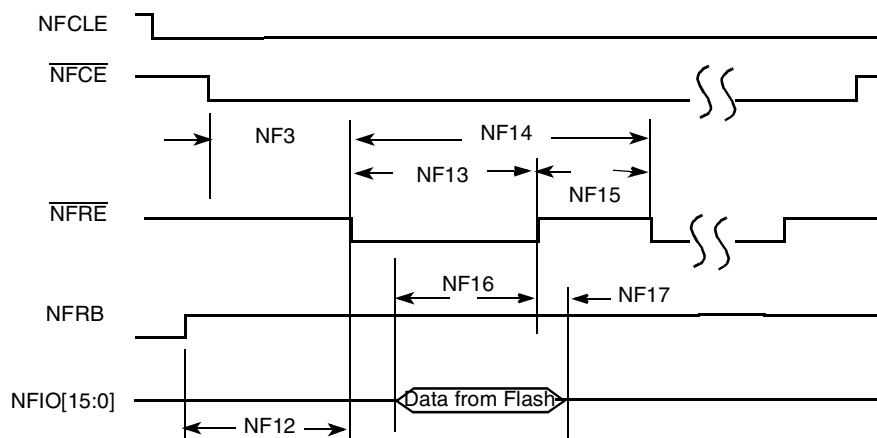 NFCLE
NFCE
NF3
NF14
NF13
NF15
NFRE
NF16
NF17
NFRB
NFIO[15:0]
Data from Flash
NF12